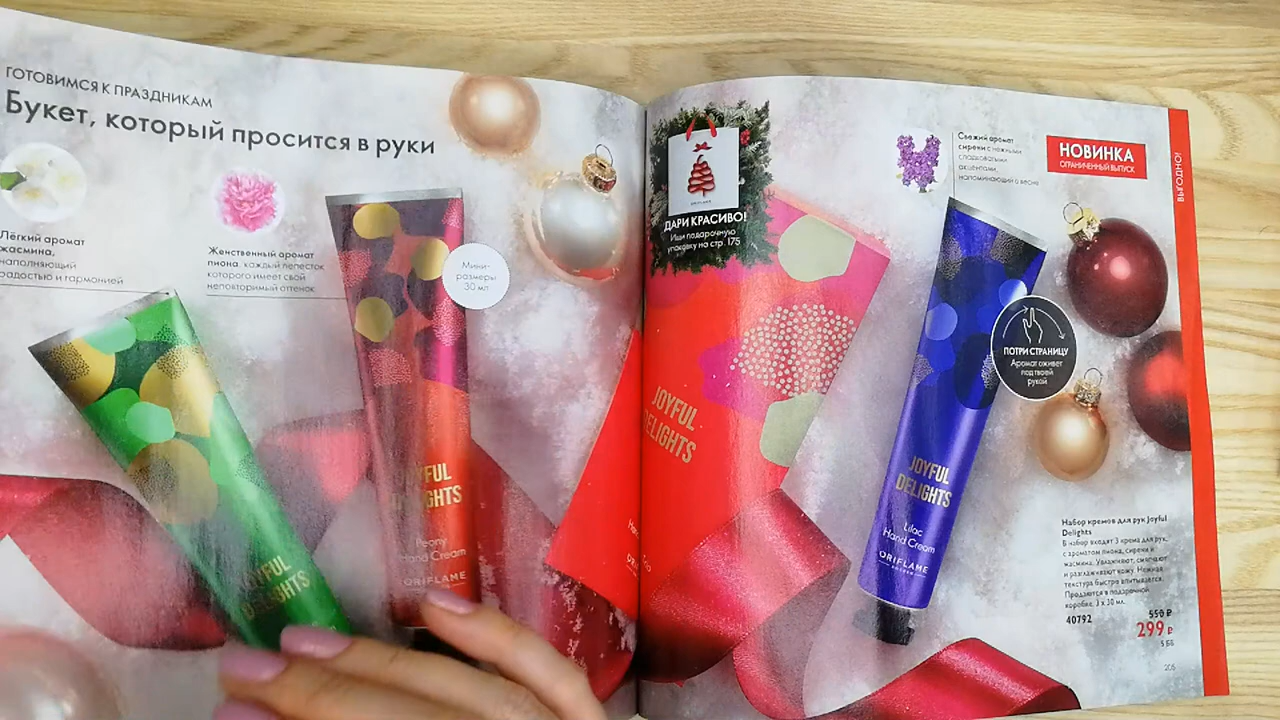 ГОТОВИМСЯ К ПРАЗДНИКАМ
Букет, который просится в руки
Лёгкий аромат
жасмина,
наполняющий
радостью и гармонией
Женственный аромат
пиона, каждый лепесток
которого имеет свой
неповторимый оттенок
Мини-
размеры
30 мл
JOYFUL
DELIGHTS
JOYFUL
DELIGHTS
Peony
Hand Cream
ORIFLAME
ДАРИ КРАСИВО!
Ищи подарочную
упаковку на стр. 175
JOYFUL
DELIGHTS
Свежий аромат
сирени с нежными
сладковатыми
акцентами,
напоминающий о весне
НОВИНКА
ОГРАНИЧЕННЫЙ ВЫПУСК
ВЫГОДНО!
ПОТРИ СТРАНИЦУ
Аромат оживет
под твоей
рукой
JOYFUL
DELIGHTS
Lilac
Hand Cream
ORIFLAME
Набор кремов для рук Joyful
Delights
В набор входят 3 крема для рук,
с ароматом пиона, сирени и
жасмина. Увлажняют, смягчают
и разглаживают кожу. Нежная
текстура быстро впитывается.
Продаются в подарочной
коробке. 3 x 30 мл.
40792
550 ₽
299 ₽
5 ББ
205